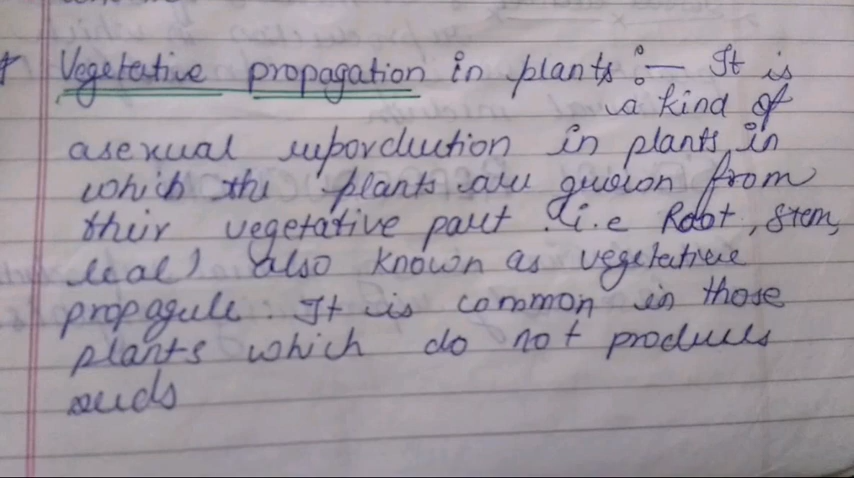 Vegetative propagation in plants :— It is
a kind of
asexual reporduction in plants, in
which the plants are grown from
their vegetative part (i.e Root, stem,
leaf) also known as vegetative
propagule. It is common in those
plants which do not produces
seeds